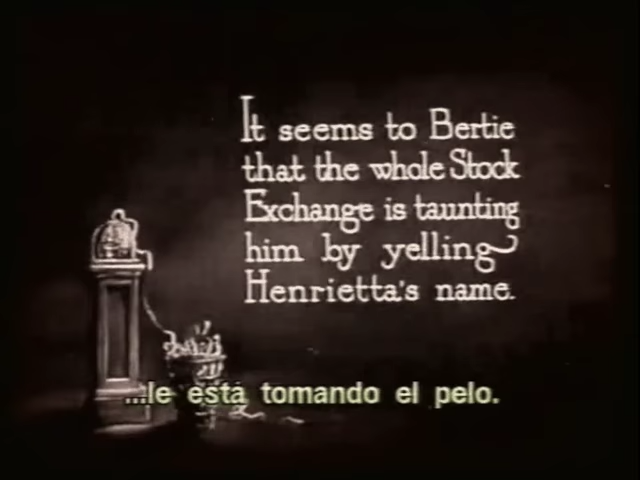 It seems to Bertie
that the whole Stock
Exchange is taunting
him by yelling
Henrietta's name.
...le está tomando el pelo.